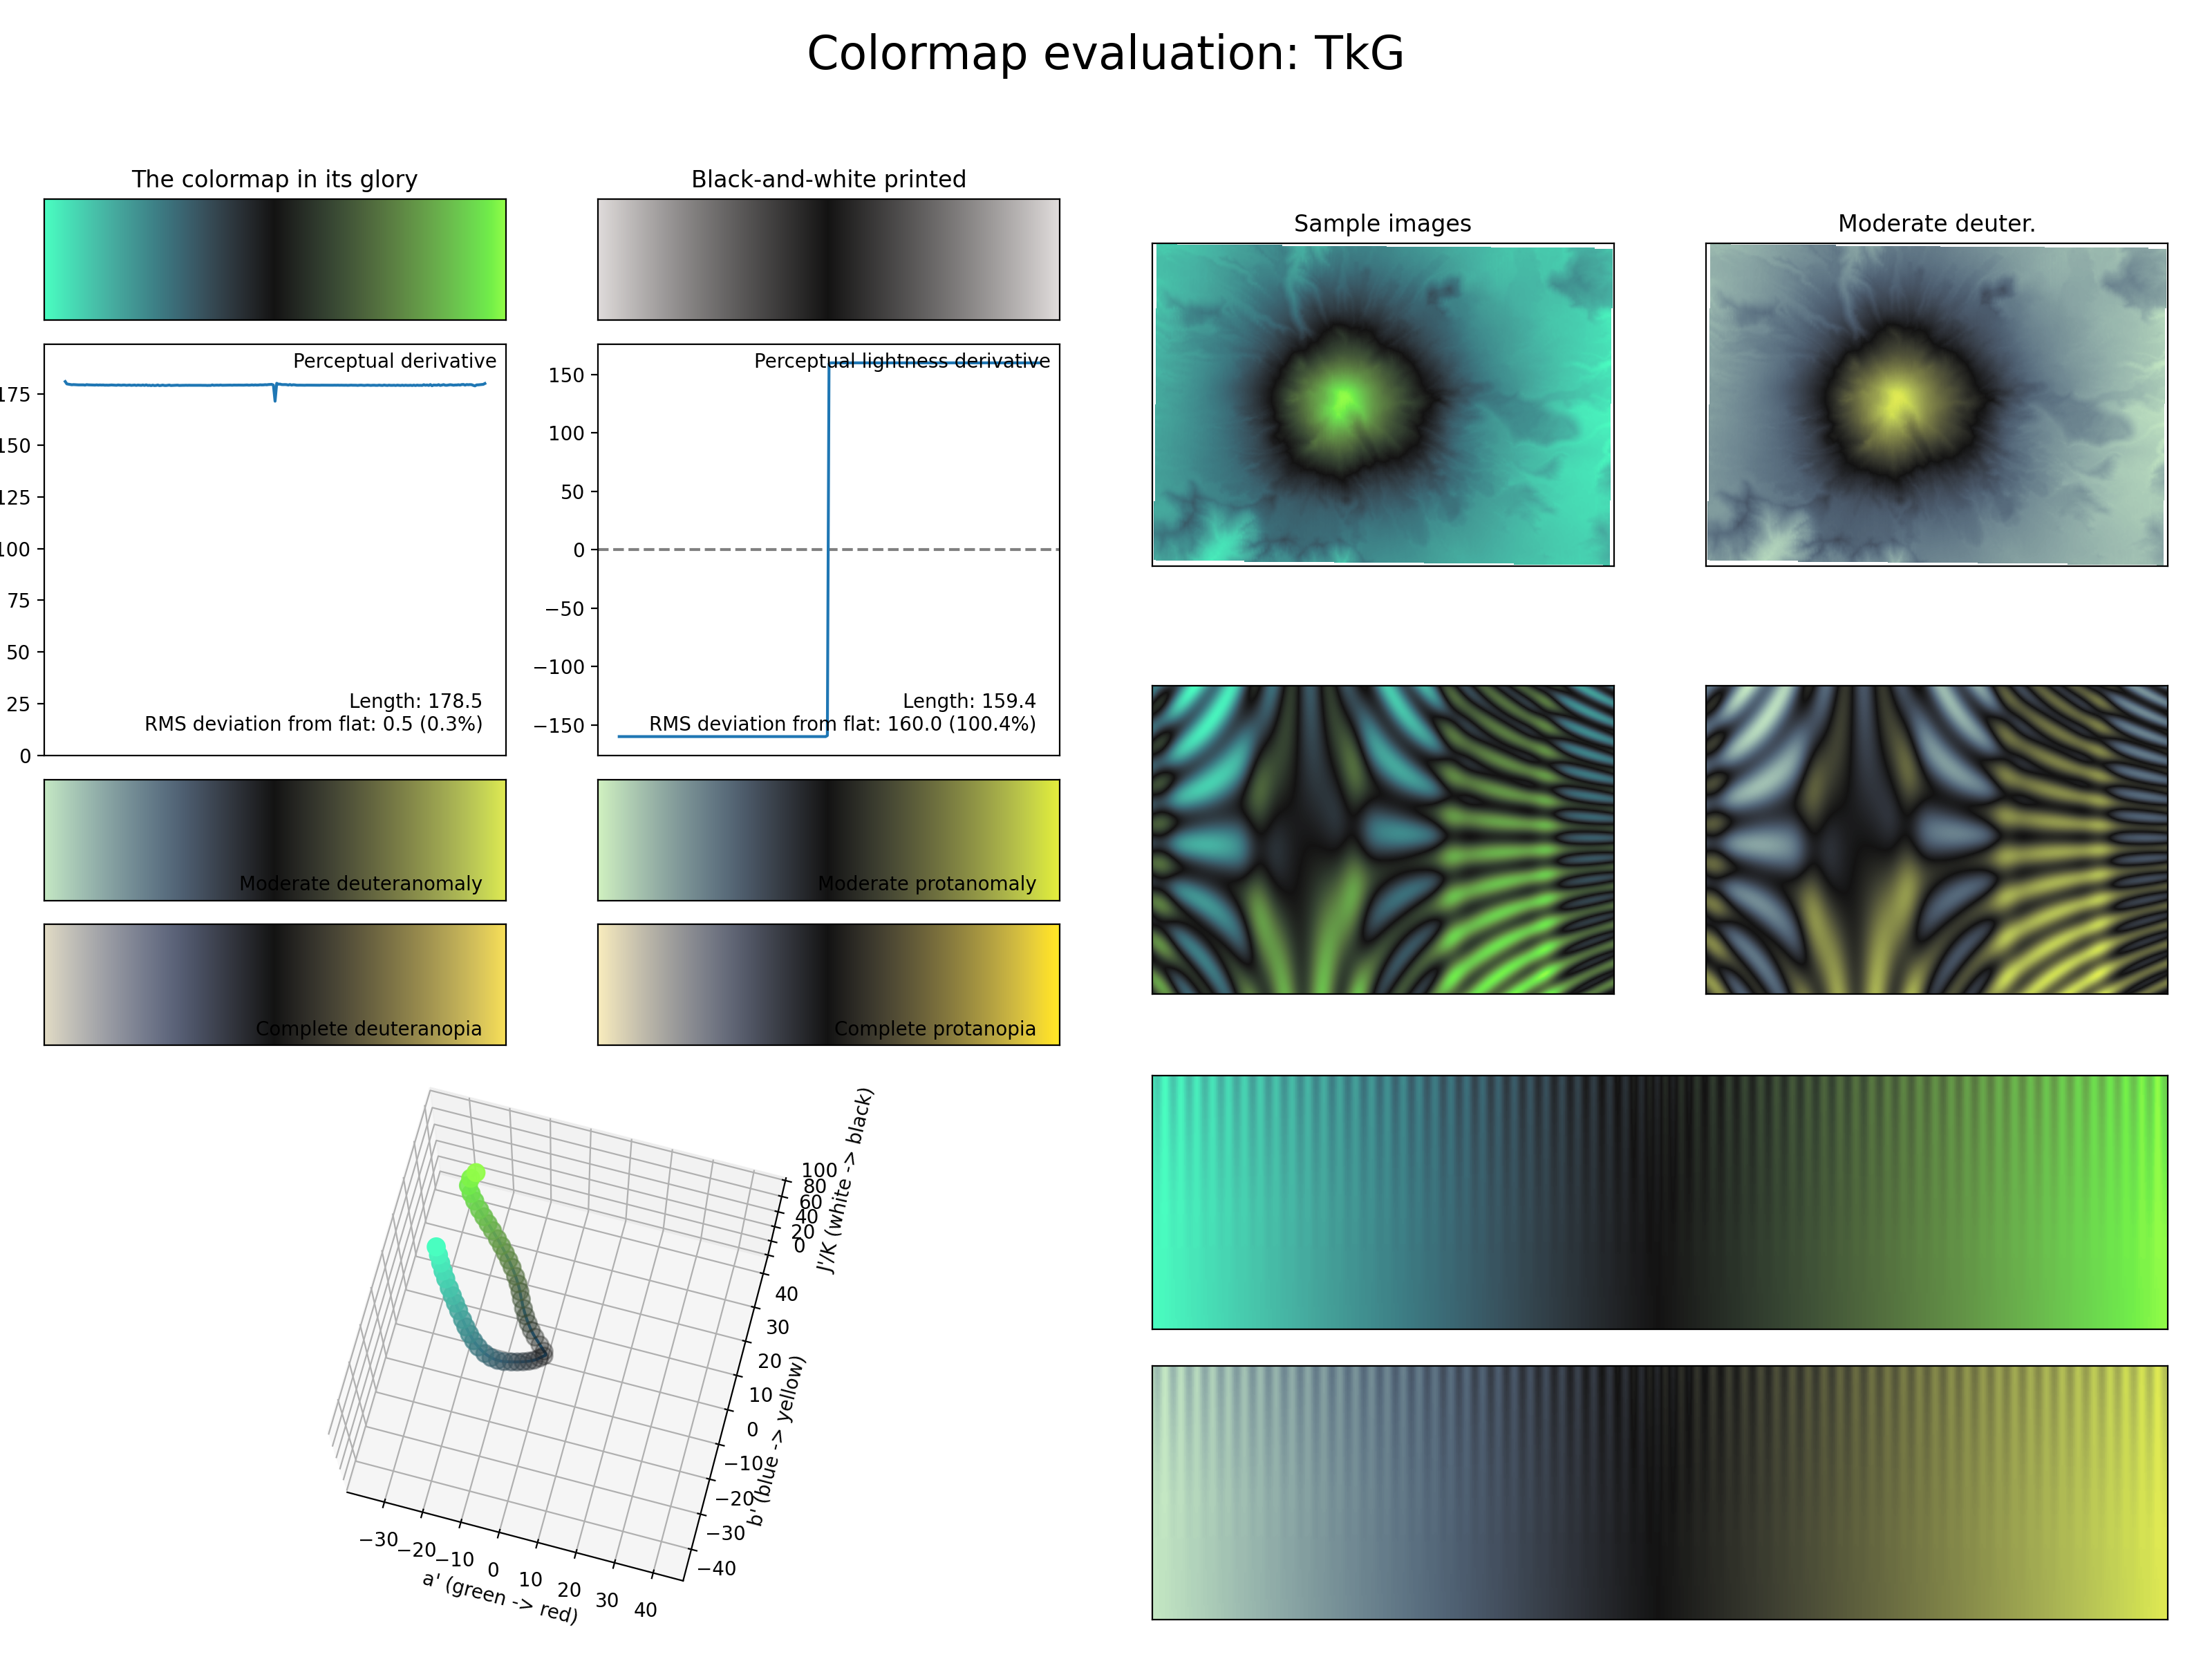 Colormap evaluation: TkG
The colormap in its glory
Black-and-white printed
Sample images
Moderate deuter.
Perceptual derivative
175
150
125
100
75
50
25
0
Length: 178.5
RMS deviation from flat: 0.5 (0.3%)
Perceptual lightness derivative
150
100
50
0
−50
−100
−150
Length: 159.4
RMS deviation from flat: 160.0 (100.4%)
Moderate deuteranomaly
Moderate protanomaly
Complete deuteranopia
Complete protanopia
100
80
60
40
20
0
J'/K (white -> black)
40
30
20
10
0
−10
−20
−30
−40
b' (blue -> yellow)
−30
−20
−10
0
10
20
30
40
a' (green -> red)